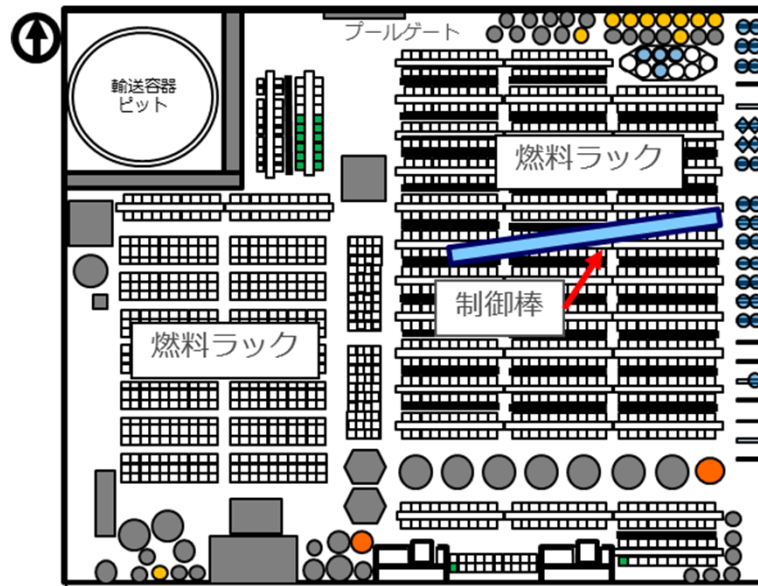 プールゲート
輸送容器
ピット
燃料ラック
制御棒
燃料ラック